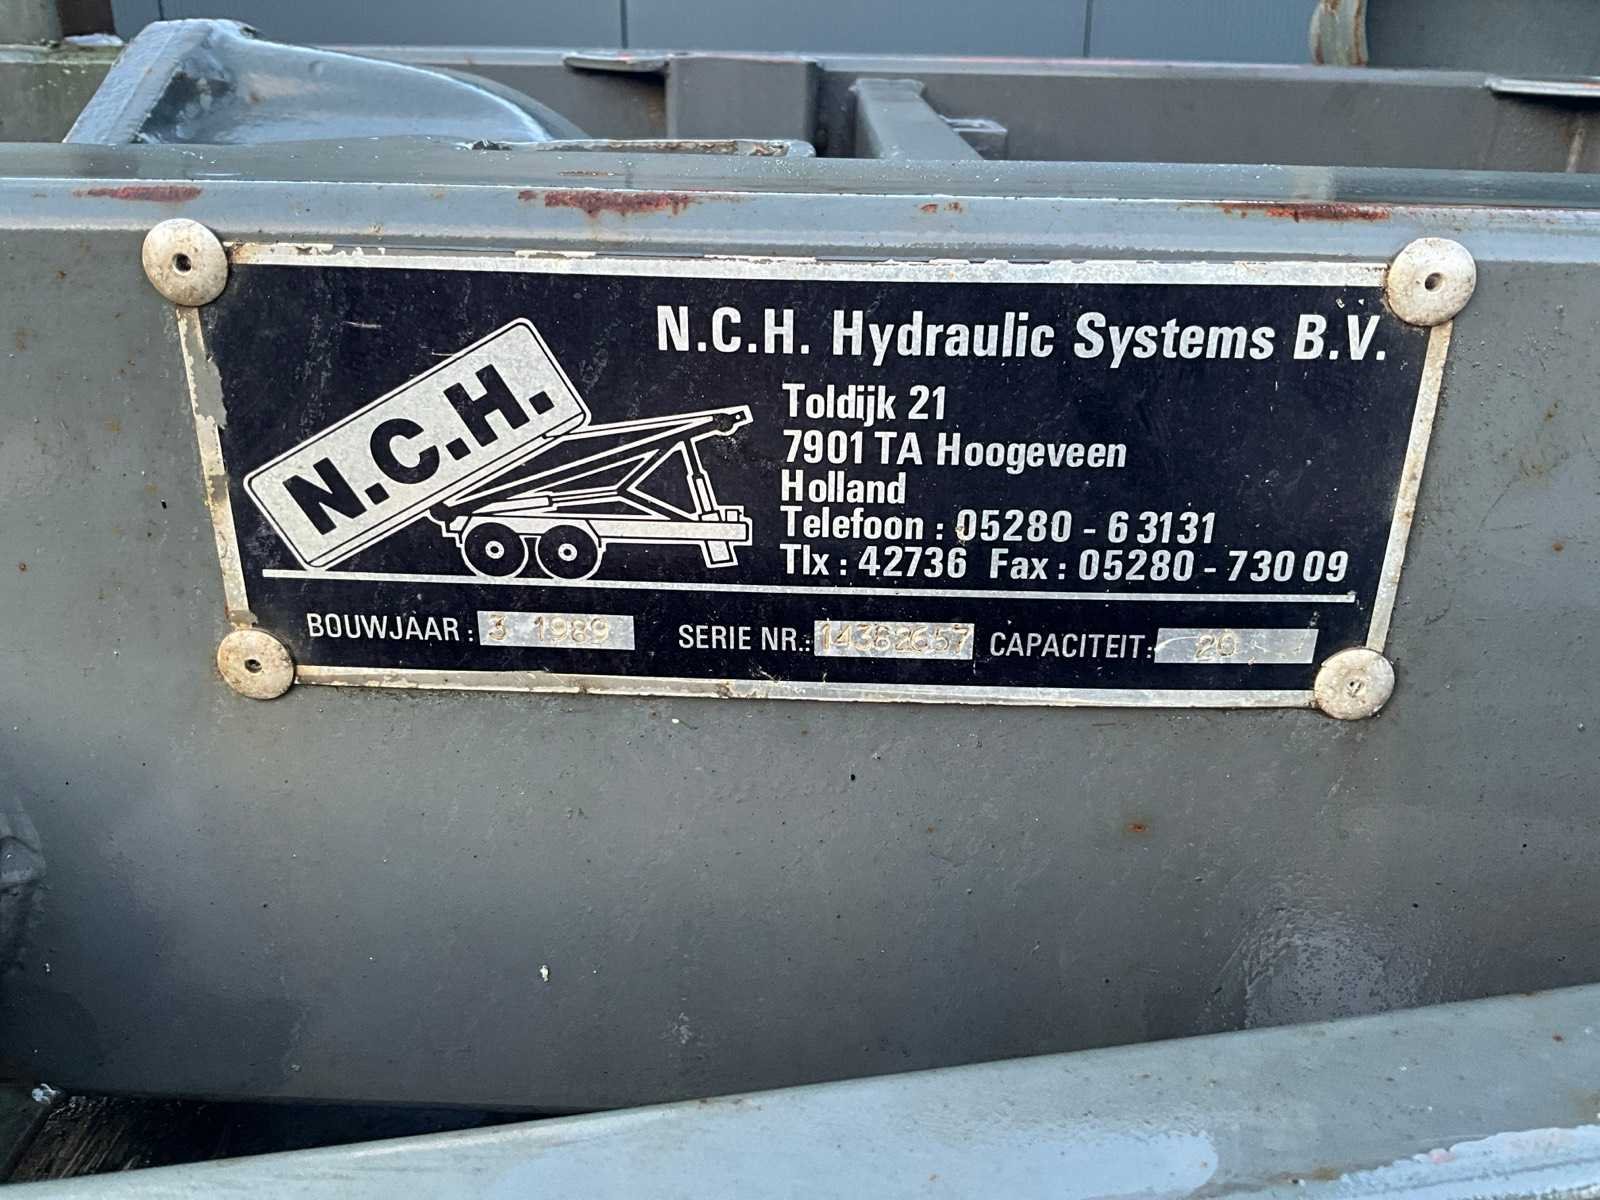 N.C.H.
N.C.H. Hydraulic Systems B.V.
Toldijk 21
7901 TA Hoogeveen
Holland
Telefoon : 05280 - 6 3131
Tlx : 42736 Fax : 05280 - 730 09
BOUWJAAR : 3 1989 SERIE NR.: 14362657 CAPACITEIT: 20